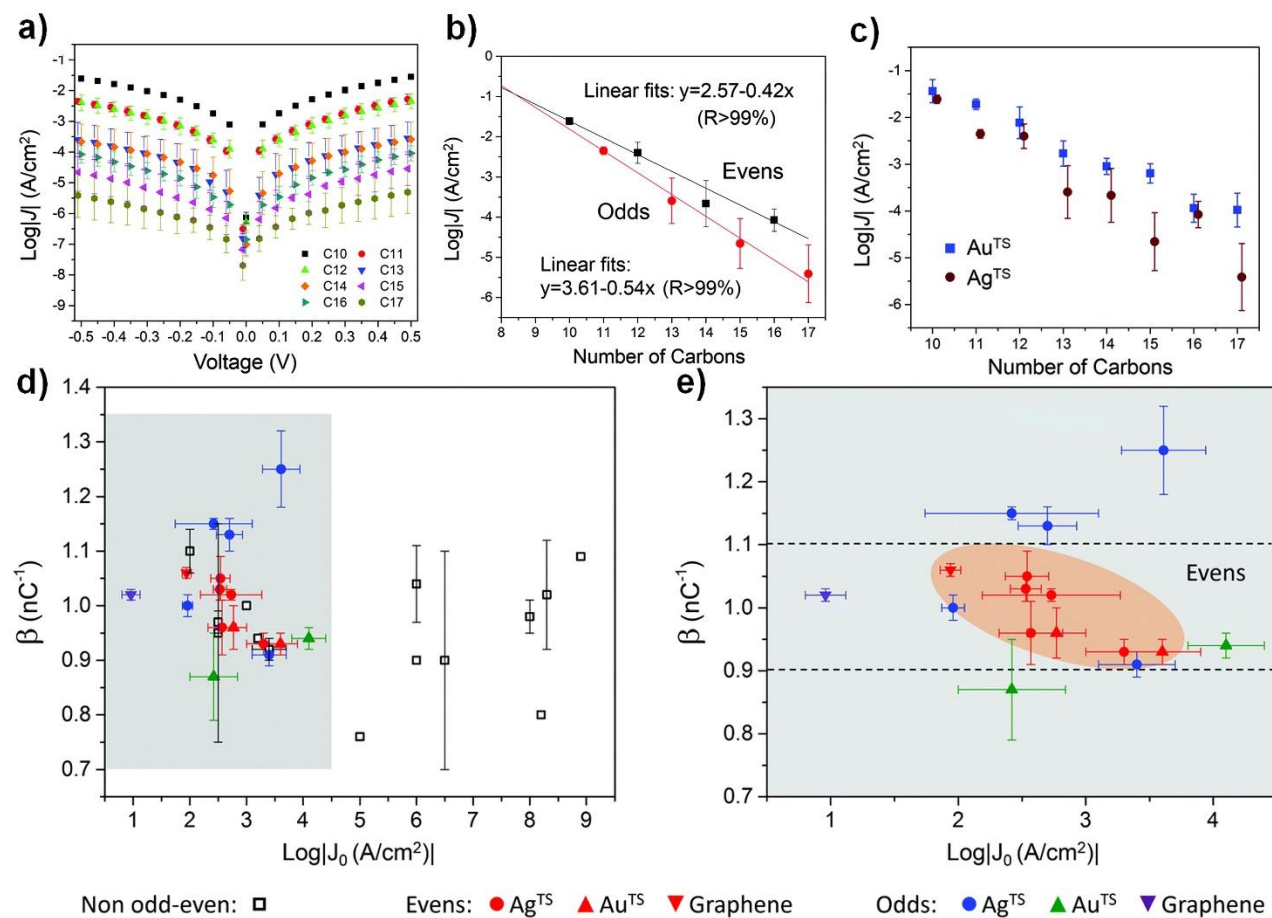 a)
Log|J| (A/cm²)
-1
-2
-3
-4
-5
-6
-7
-8
-9
C10 C11
C12 C13
C14 C15
C16 C17
-0.5 -0.4 -0.3 -0.2 -0.1 0.0 0.1 0.2 0.3 0.4 0.5
Voltage (V)
b)
Log|J| (A/cm²)
0
-1
-2
-3
-4
-5
-6
Linear fits: y=2.57-0.42x
(R>99%)
Evens
Odds
Linear fits:
y=3.61-0.54x (R>99%)
8 9 10 11 12 13 14 15 16 17
Number of Carbons
c)
Log|J| (A/cm²)
-1
-2
-3
-4
-5
-6
Au^TS
Ag^TS
10 11 12 13 14 15 16 17
Number of Carbons
d)
β (nC⁻¹)
1.4
1.3
1.2
1.1
1.0
0.9
0.8
0.7
1 2 3 4 5 6 7 8 9
Log|J₀ (A/cm²)|
e)
β (nC⁻¹)
1.3
1.2
1.1
1.0
0.9
0.8
0.7
Evens
1 2 3 4
Log|J₀ (A/cm²)|
Non odd-even: Evens: Ag^TS Au^TS Graphene Odds: Ag^TS Au^TS Graphene